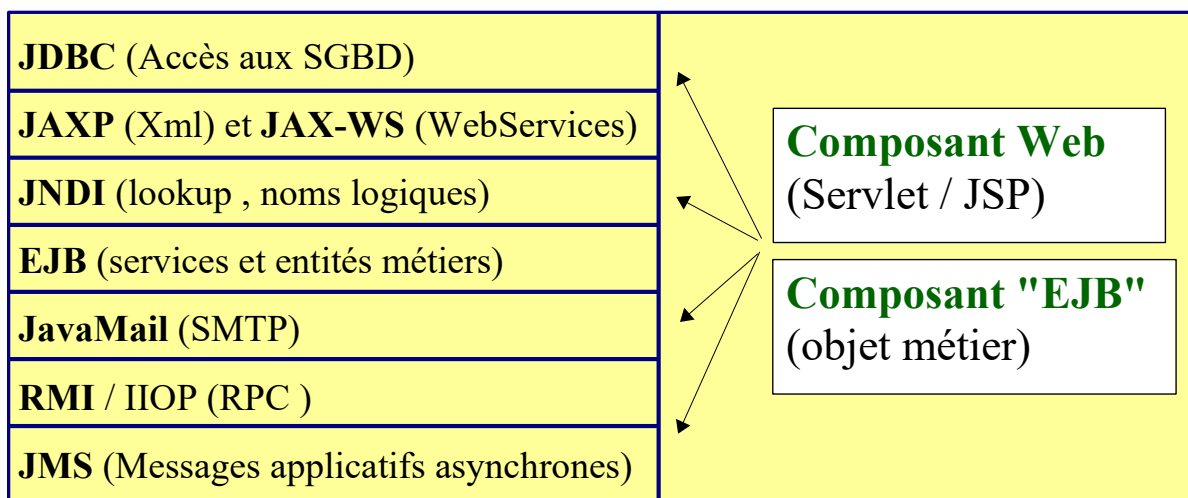 JDBC (Accès aux SGBD)
JAXP (Xml) et JAX-WS (WebServices)
JNDI (lookup , noms logiques)
EJB (services et entités métiers)
JavaMail (SMTP)
RMI / IIOP (RPC )
JMS (Messages applicatifs asynchrones)
Composant Web
(Servlet / JSP)
Composant "EJB"
(objet métier)